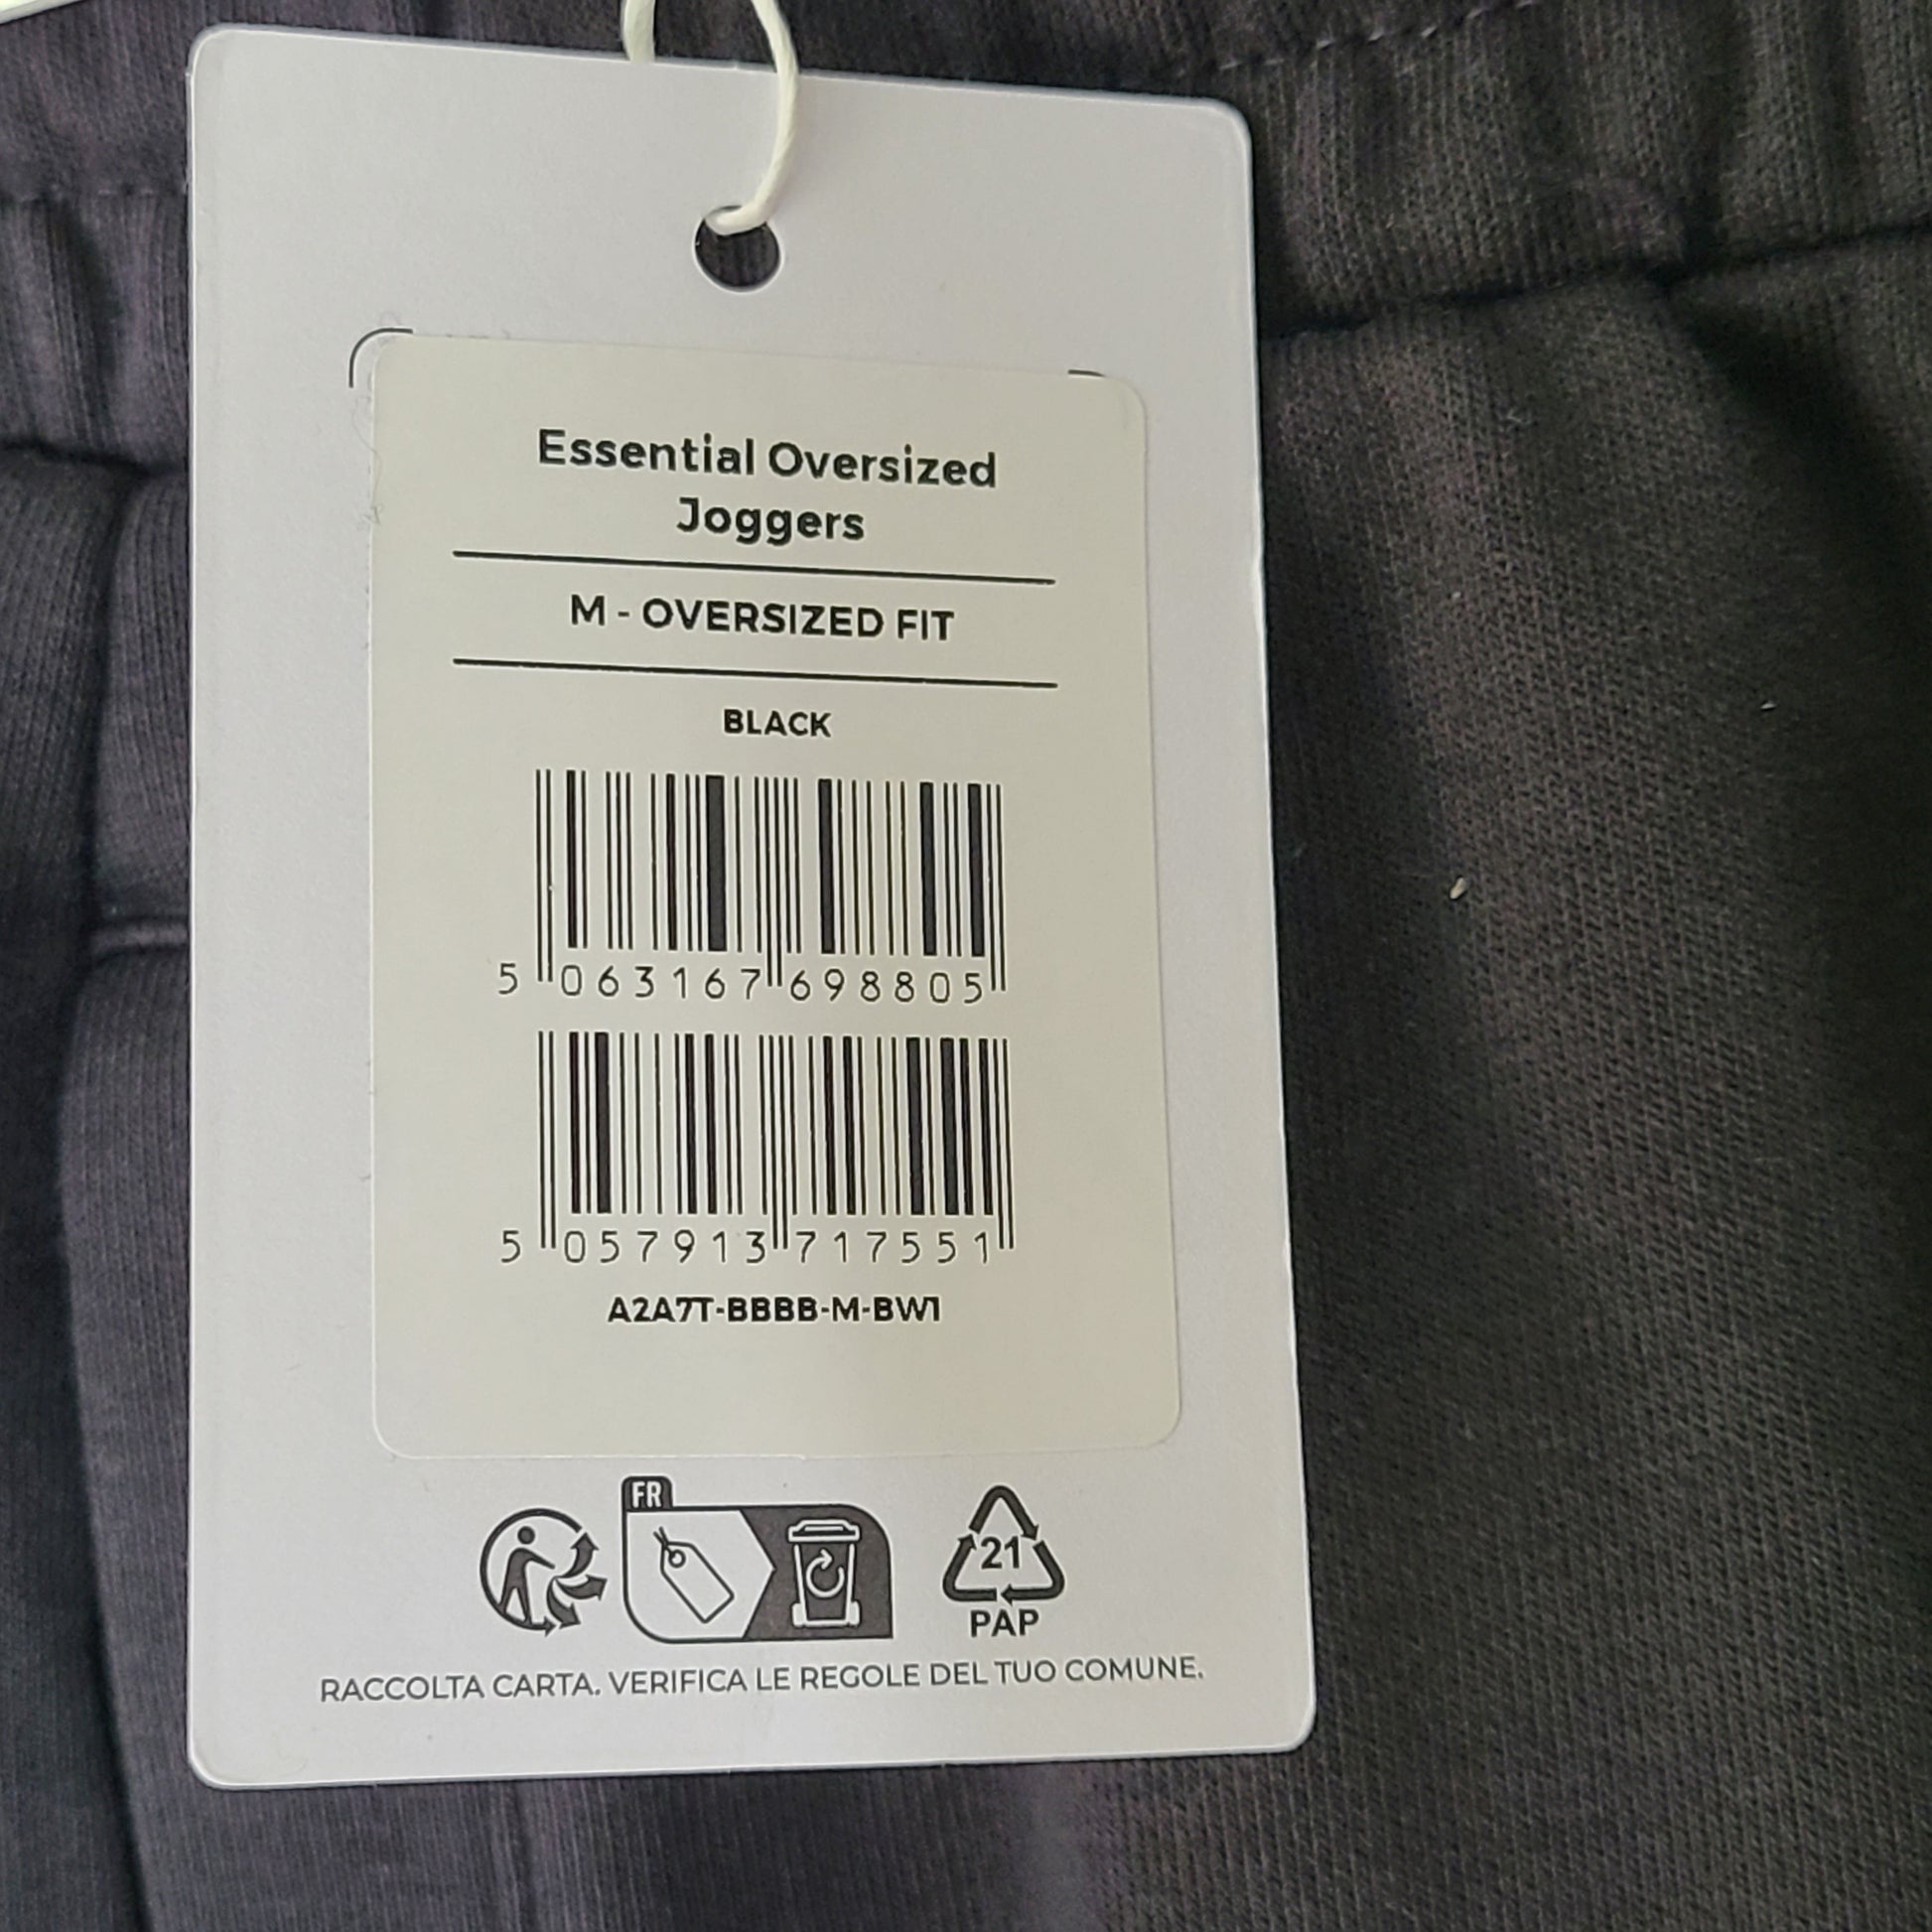 Essential Oversized
Joggers
M - OVERSIZED FIT
BLACK
5 063167 698805
5 057913 717551
A2A7T-BBBB-M-BW1
FR
21
PAP
RACCOLTA CARTA. VERIFICA LE REGOLE DEL TUO COMUNE.